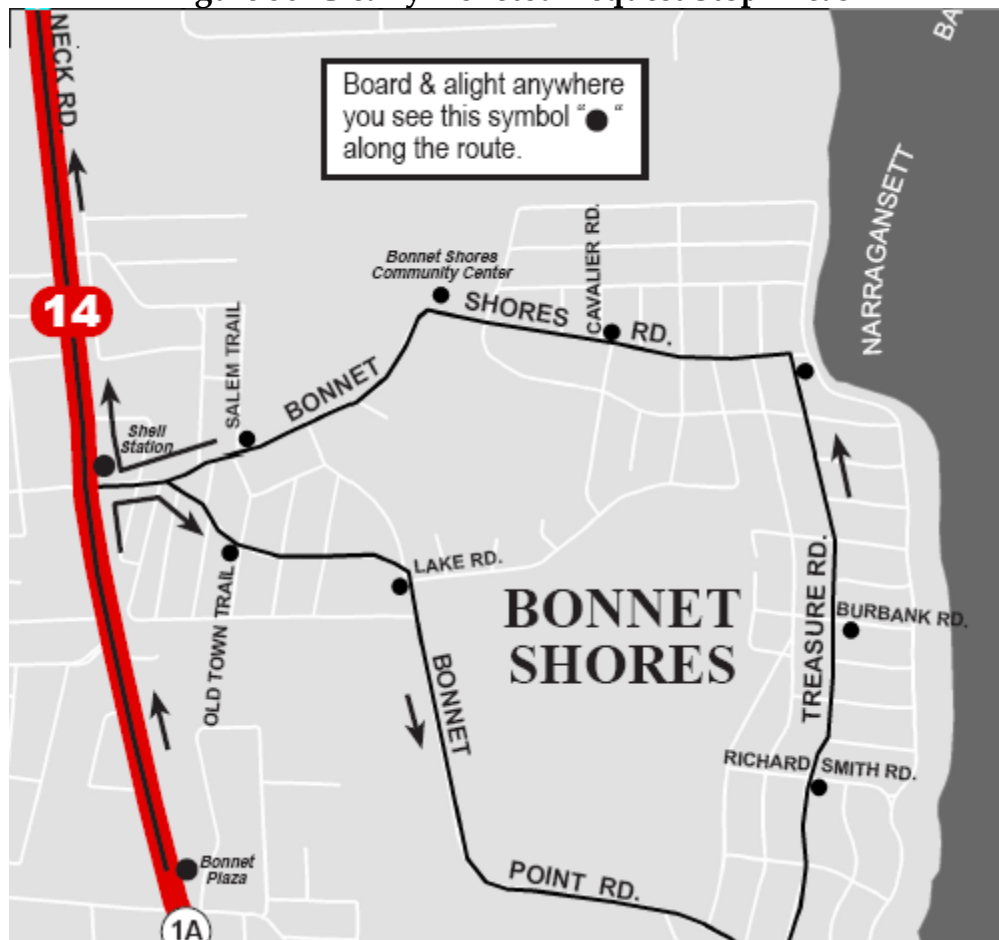 NECK RD.
BA
Board & alight anywhere
you see this symbol “●“
along the route.
NARRAGANSETT
CAVALIER RD.
Bonnet Shores
Community Center
SHORES
RD.
14
SALEM TRAIL
BONNET
Shell
Station
LAKE RD.
BONNET
SHORES
TREASURE RD.
BURBANK RD.
OLD TOWN TRAIL
BONNET
RICHARD SMITH RD.
Bonnet
Plaza
POINT RD.
1A